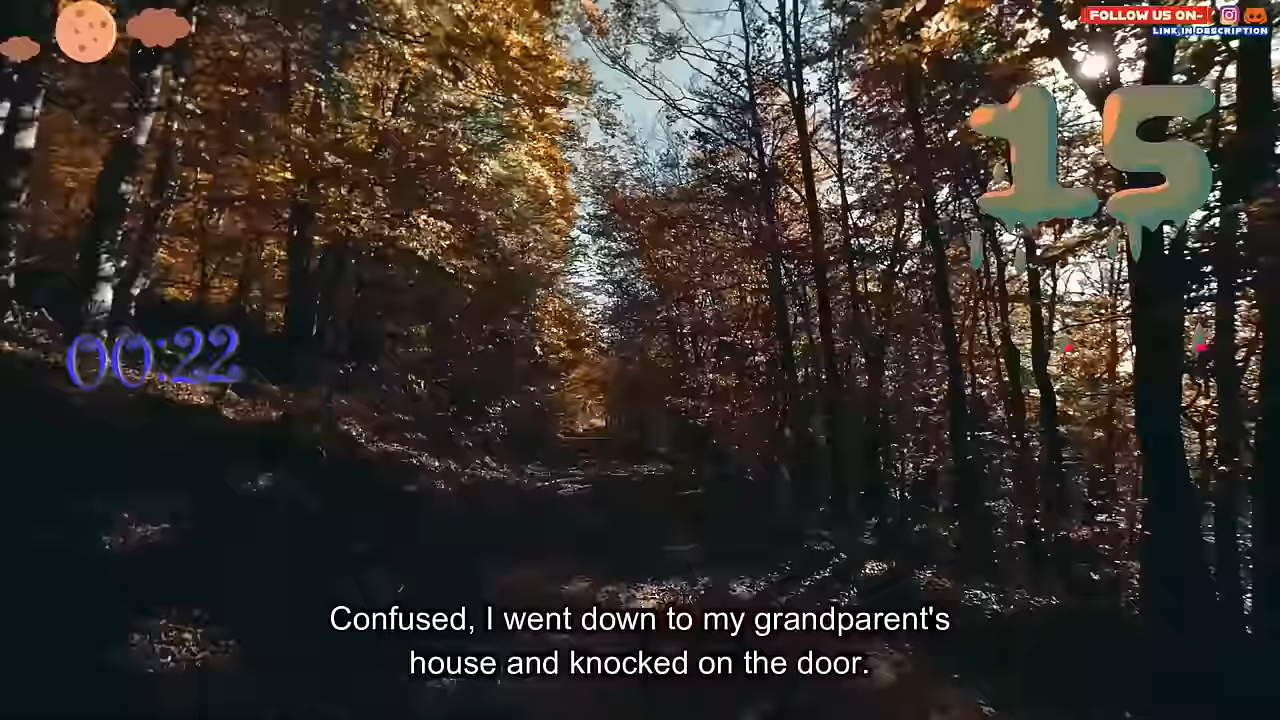 FOLLOW US ON-
LINK IN DESCRIPTION
15
00:22
Confused, I went down to my grandparent's
house and knocked on the door.